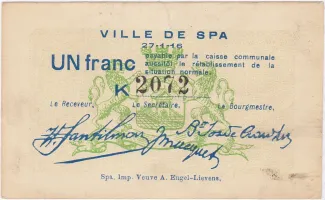 VILLE DE SPA
27-1-15
UN franc payable par la caisse communale
aussitôt le rétablissement de la
situation normale.
K 2072
Le Receveur, Le Secrétaire, Le Bourgmestre,
Spa, Imp. Veuve A. Engel-Lievens.